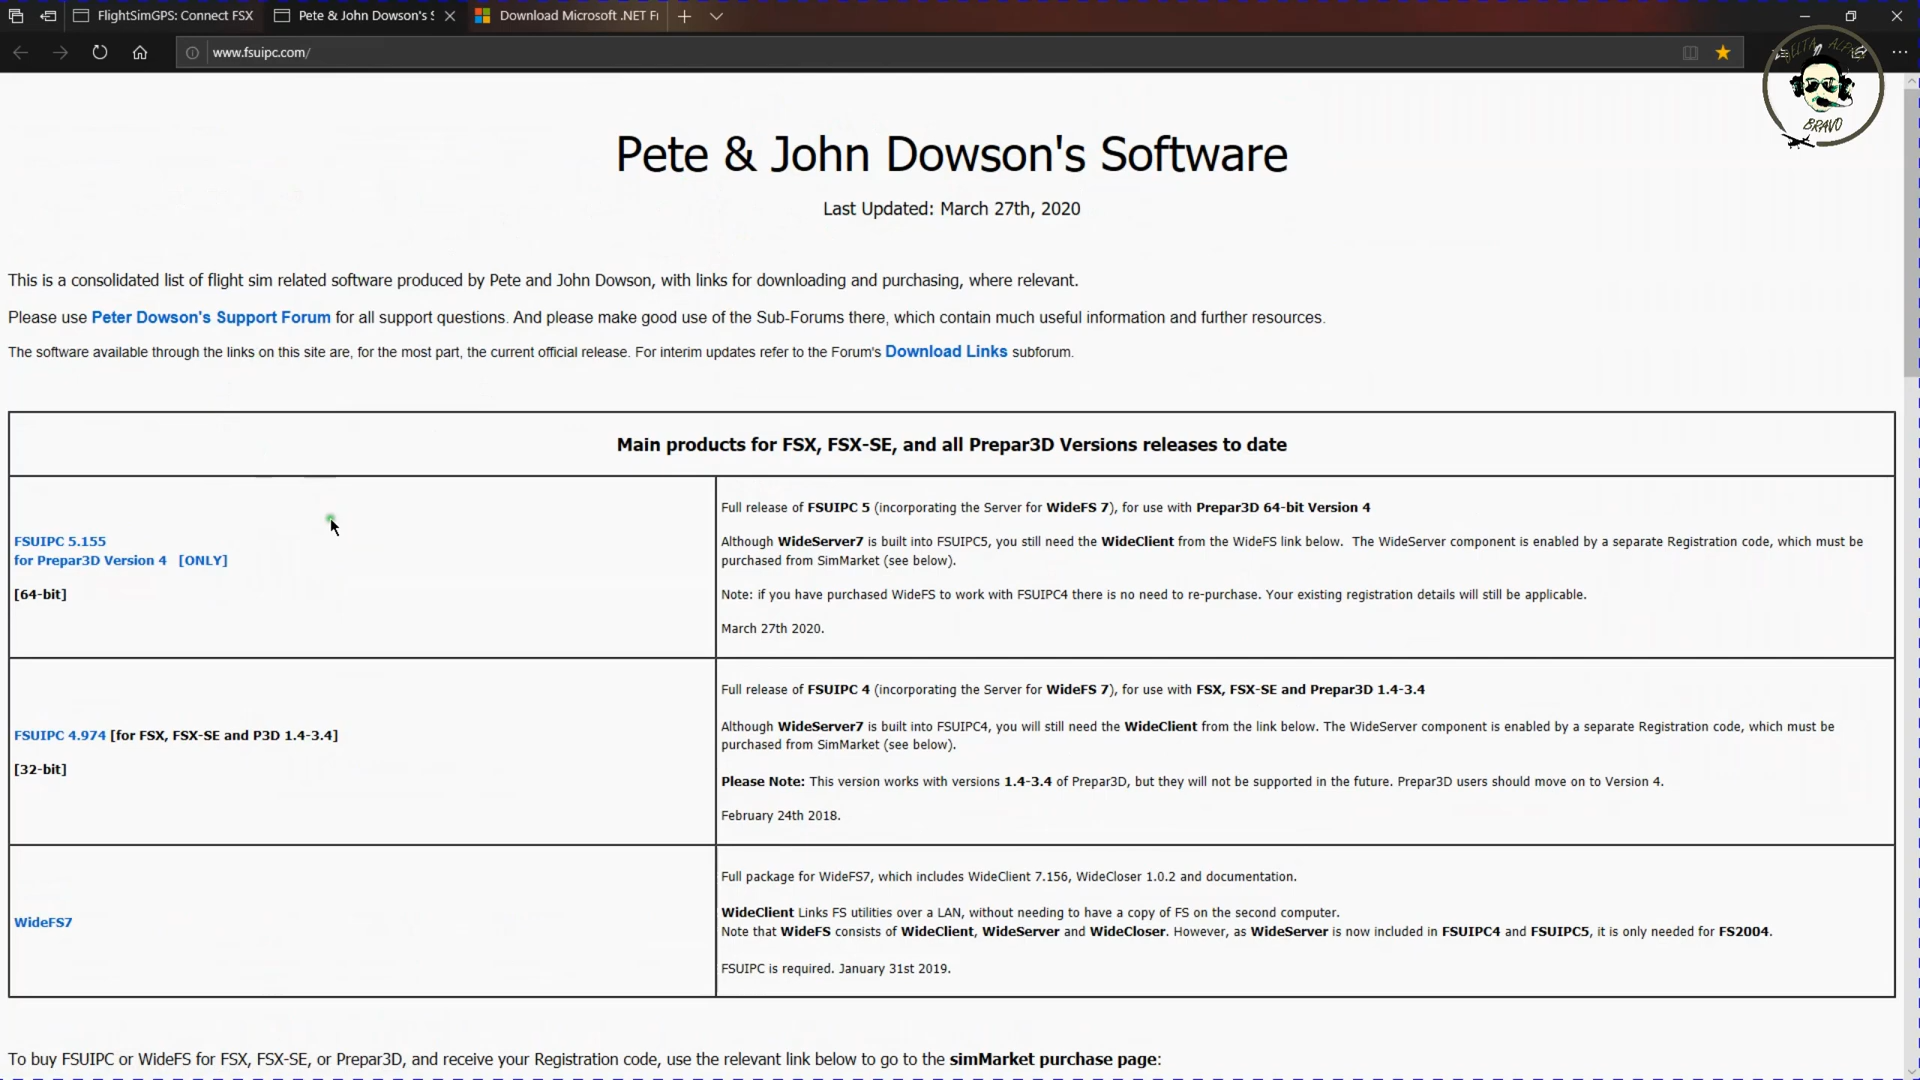 FlightSimGPS: Connect FSX
Pete & John Dowson's S
Download Microsoft .NET Fr
www.fsuipc.com/
BRAVO
Pete & John Dowson's Software
Last Updated: March 27th, 2020
This is a consolidated list of flight sim related software produced by Pete and John Dowson, with links for downloading and purchasing, where relevant.
Please use Peter Dowson's Support Forum for all support questions. And please make good use of the Sub-Forums there, which contain much useful information and further resources.
The software available through the links on this site are, for the most part, the current official release. For interim updates refer to the Forum's Download Links subforum.
Main products for FSX, FSX-SE, and all Prepar3D Versions releases to date
FSUIPC 5.155
for Prepar3D Version 4 [ONLY]
[64-bit]
Full release of FSUIPC 5 (incorporating the Server for WideFS 7), for use with Prepar3D 64-bit Version 4
Although WideServer7 is built into FSUIPC5, you still need the WideClient from the WideFS link below. The WideServer component is enabled by a separate Registration code, which must be
purchased from SimMarket (see below).
Note: if you have purchased WideFS to work with FSUIPC4 there is no need to re-purchase. Your existing registration details will still be applicable.
March 27th 2020.
FSUIPC 4.974 [for FSX, FSX-SE and P3D 1.4-3.4]
[32-bit]
Full release of FSUIPC 4 (incorporating the Server for WideFS 7), for use with FSX, FSX-SE and Prepar3D 1.4-3.4
Although WideServer7 is built into FSUIPC4, you will still need the WideClient from the link below. The WideServer component is enabled by a separate Registration code, which must be
purchased from SimMarket (see below).
Please Note: This version works with versions 1.4-3.4 of Prepar3D, but they will not be supported in the future. Prepar3D users should move on to Version 4.
February 24th 2018.
WideFS7
Full package for WideFS7, which includes WideClient 7.156, WideCloser 1.0.2 and documentation.
WideClient Links FS utilities over a LAN, without needing to have a copy of FS on the second computer.
Note that WideFS consists of WideClient, WideServer and WideCloser. However, as WideServer is now included in FSUIPC4 and FSUIPC5, it is only needed for FS2004.
FSUIPC is required. January 31st 2019.
To buy FSUIPC or WideFS for FSX, FSX-SE, or Prepar3D, and receive your Registration code, use the relevant link below to go to the simMarket purchase page: